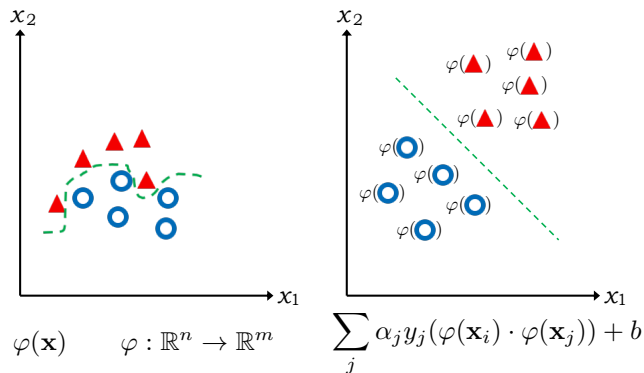 x₂
x₁
φ(x)    φ : ℝⁿ → ℝᵐ
x₂
φ(▲) φ(▲)
φ(▲)
φ(▲) φ(▲)
φ(○)
φ(○)
φ(○)
φ(○)
φ(○)
x₁
∑ⱼ αⱼyⱼ(φ(xᵢ) · φ(xⱼ)) + b